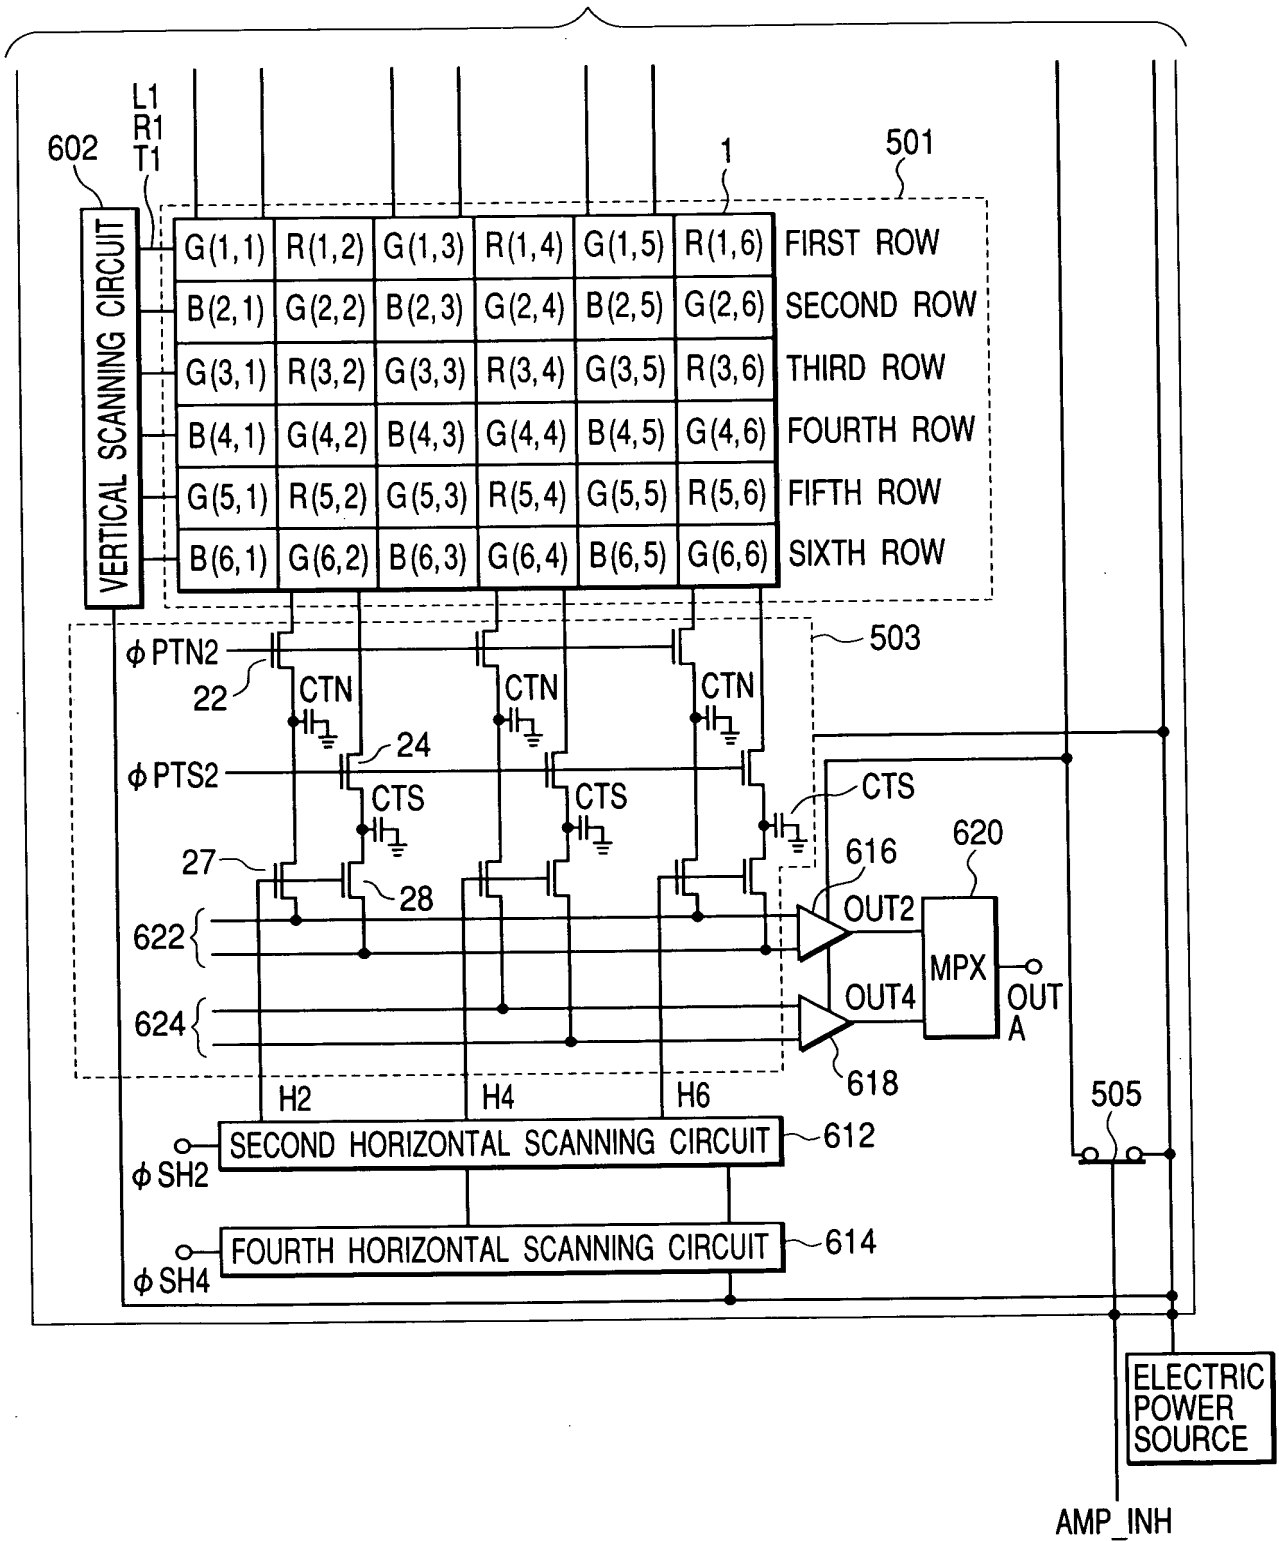 L1
R1
T1
602
1
501
VERTICAL SCANNING CIRCUIT
G(1,1) R(1,2) G(1,3) R(1,4) G(1,5) R(1,6) FIRST ROW
B(2,1) G(2,2) B(2,3) G(2,4) B(2,5) G(2,6) SECOND ROW
G(3,1) R(3,2) G(3,3) R(3,4) G(3,5) R(3,6) THIRD ROW
B(4,1) G(4,2) B(4,3) G(4,4) B(4,5) G(4,6) FOURTH ROW
G(5,1) R(5,2) G(5,3) R(5,4) G(5,5) R(5,6) FIFTH ROW
B(6,1) G(6,2) B(6,3) G(6,4) B(6,5) G(6,6) SIXTH ROW
ϕPTN2
503
22
CTN CTN CTN
24
ϕPTS2
CTS CTS CTS
27
28
616
620
622
OUT2
MPX
OUT
A
624
OUT4
618
H2 H4 H6
505
SECOND HORIZONTAL SCANNING CIRCUIT
612
ϕSH2
FOURTH HORIZONTAL SCANNING CIRCUIT
614
ϕSH4
ELECTRIC
POWER
SOURCE
AMP_INH